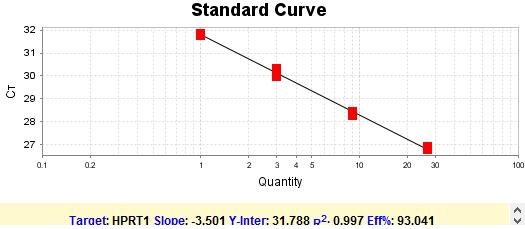 Standard Curve
32
31
30
29
28
27
CT
0.1 0.2 1 2 3 4 5 10 20 30 100
Quantity
Target: HPRT1 Slope: -3.501 Y-Inter: 31.788 R2: 0.997 Eff%: 93.041